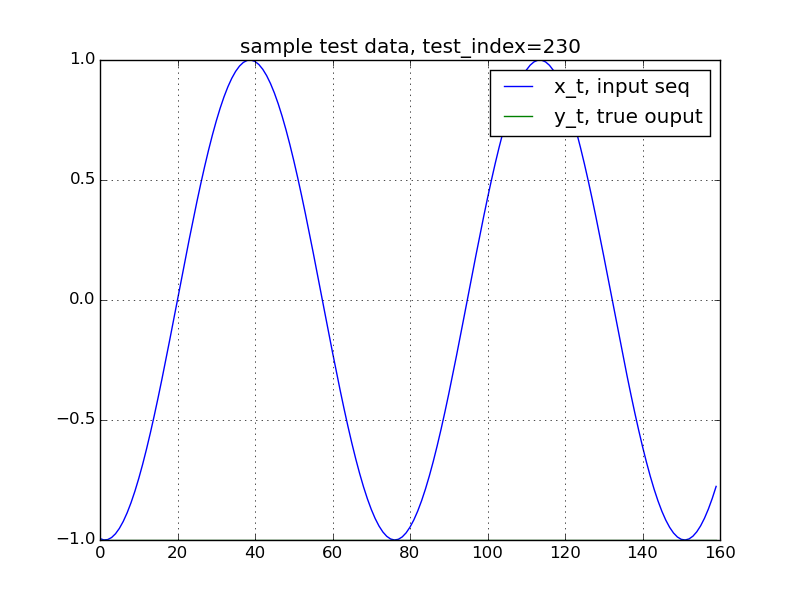 sample test data, test_index=230
1.0
x_t, input seq
y_t, true ouput
0.5
0.0
−0.5
−1.0
0 20 40 60 80 100 120 140 160